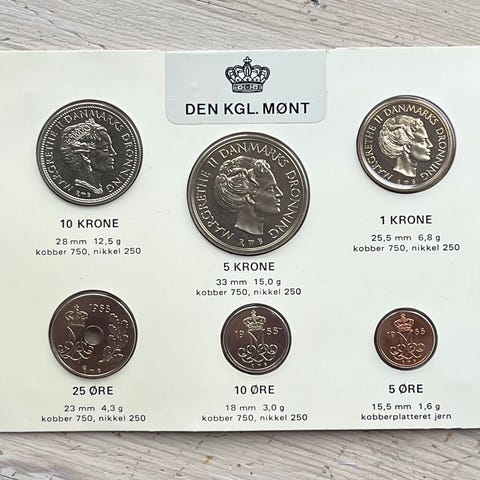 DEN KGL. MØNT
MARGRETHE II DANMARKS DRONNING
R B
10 KRONE
28 mm 12,5 g
kobber 750, nikkel 250
MARGRETHE II DANMARKS DRONNING
R B
5 KRONE
33 mm 15,0 g
kobber 750, nikkel 250
MARGRETHE II DANMARKS DRONNING
R B
1 KRONE
25,5 mm 6,8 g
kobber 750, nikkel 250
25 ØRE
23 mm 4,3 g
kobber 750, nikkel 250
10 ØRE
18 mm 3,0 g
kobber 750, nikkel 250
1985
5 ØRE
15,5 mm 1,6 g
kobberplatteret jern